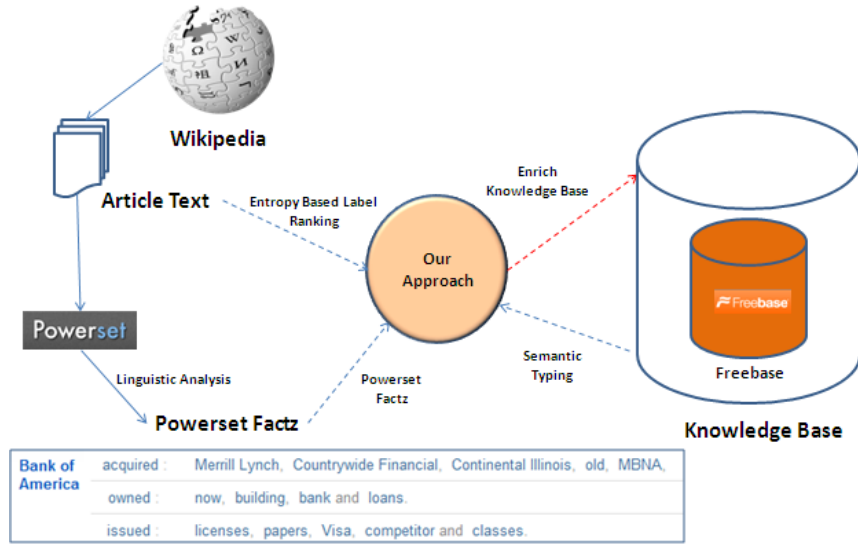 Wikipedia
Article Text
Entropy Based Label
Ranking
Enrich
Knowledge Base
Our
Approach
Freebase
Freebase
Powerset
Linguistic Analysis
Powerset
Factz
Semantic
Typing
Powerset Factz
Knowledge Base
Bank of
America
acquired : Merrill Lynch, Countrywide Financial, Continental Illinois, old, MBNA,
owned : now, building, bank and loans.
issued : licenses, papers, Visa, competitor and classes.